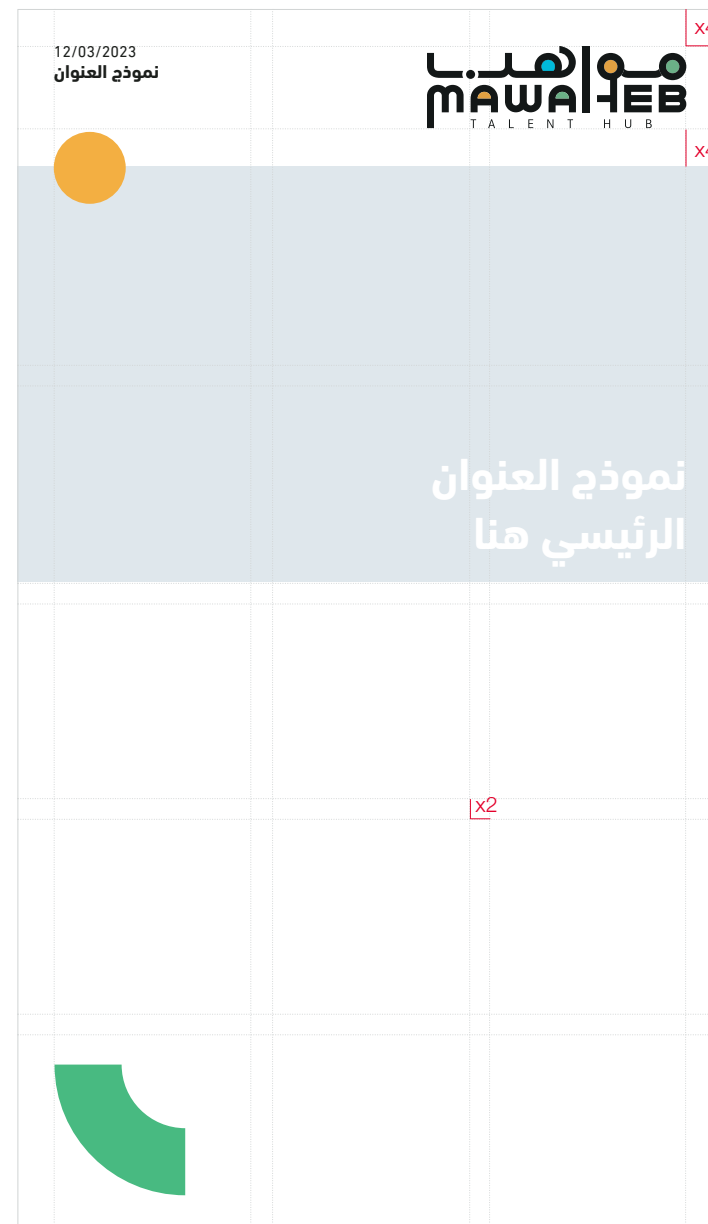 12/03/2023
نموذج العنوان
مواهب
MAWAHEB
TALENT HUB
x4
x4
نموذج العنوان
الرئيسي هنا
x2